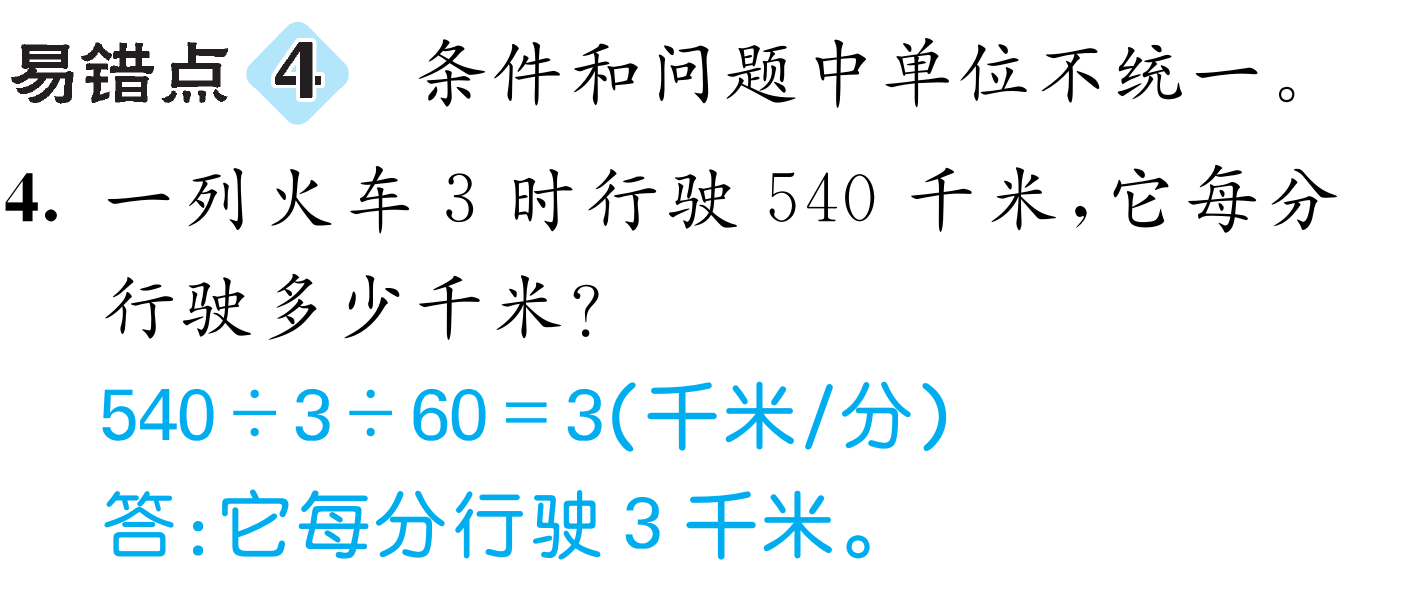 易错点 4 条件和问题中单位不统一。
4. 一列火车 3 时行驶 540 千米,它每分
行驶多少千米?
540÷3÷60=3(千米/分)
答:它每分行驶 3 千米。